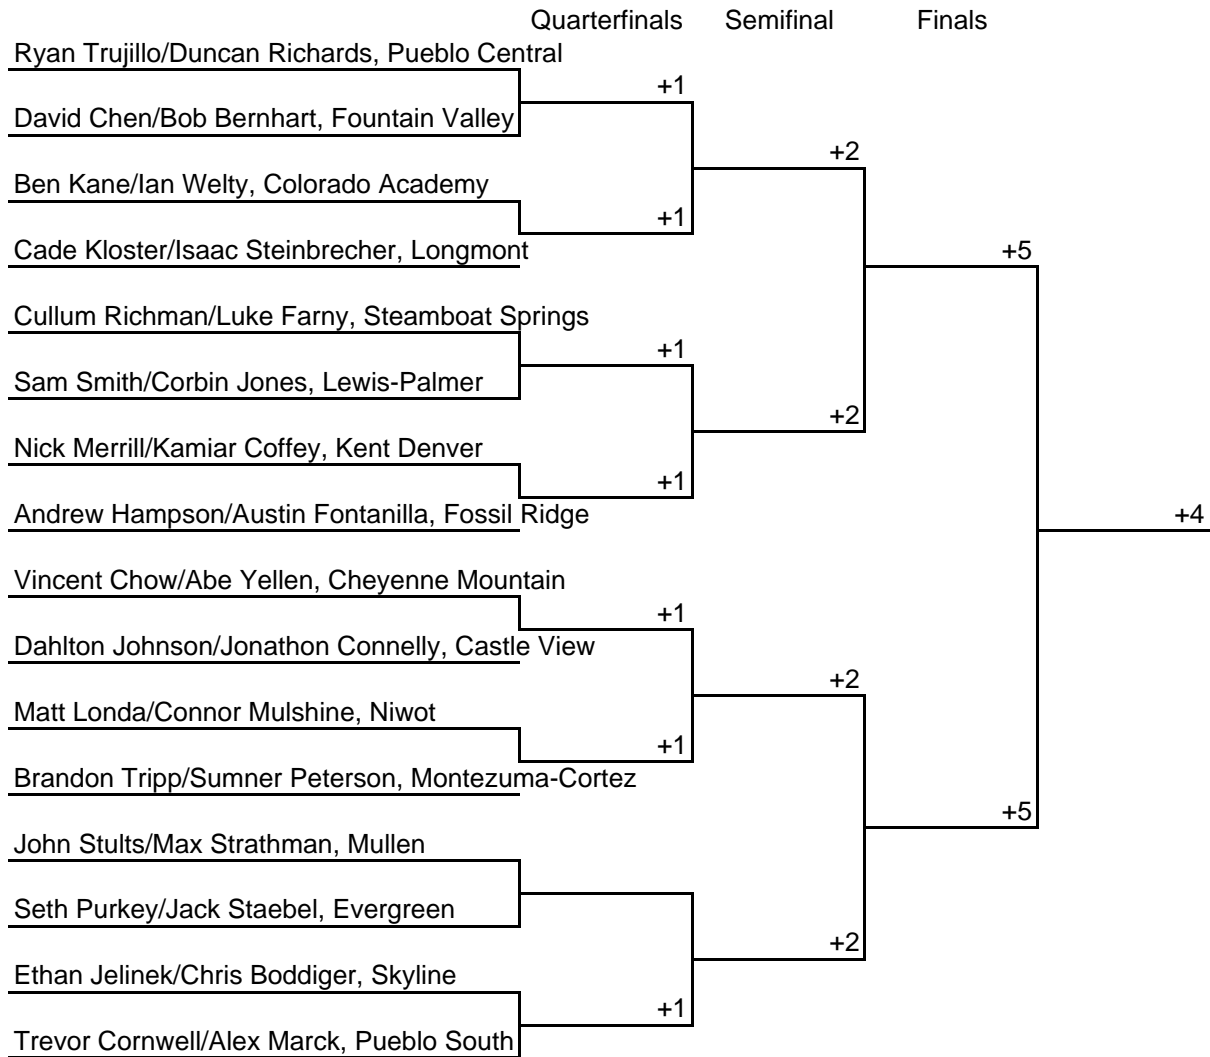 Quarterfinals Semifinal Finals
Ryan Trujillo/Duncan Richards, Pueblo Central
+1
David Chen/Bob Bernhart, Fountain Valley
+2
Ben Kane/Ian Welty, Colorado Academy
+1
Cade Kloster/Isaac Steinbrecher, Longmont
+5
Cullum Richman/Luke Farny, Steamboat Springs
+1
Sam Smith/Corbin Jones, Lewis-Palmer
+2
Nick Merrill/Kamiar Coffey, Kent Denver
+1
Andrew Hampson/Austin Fontanilla, Fossil Ridge
+4
Vincent Chow/Abe Yellen, Cheyenne Mountain
+1
Dahlton Johnson/Jonathon Connelly, Castle View
+2
Matt Londa/Connor Mulshine, Niwot
+1
Brandon Tripp/Sumner Peterson, Montezuma-Cortez
+5
John Stults/Max Strathman, Mullen
Seth Purkey/Jack Staebel, Evergreen
+2
Ethan Jelinek/Chris Boddiger, Skyline
+1
Trevor Cornwell/Alex Marck, Pueblo South